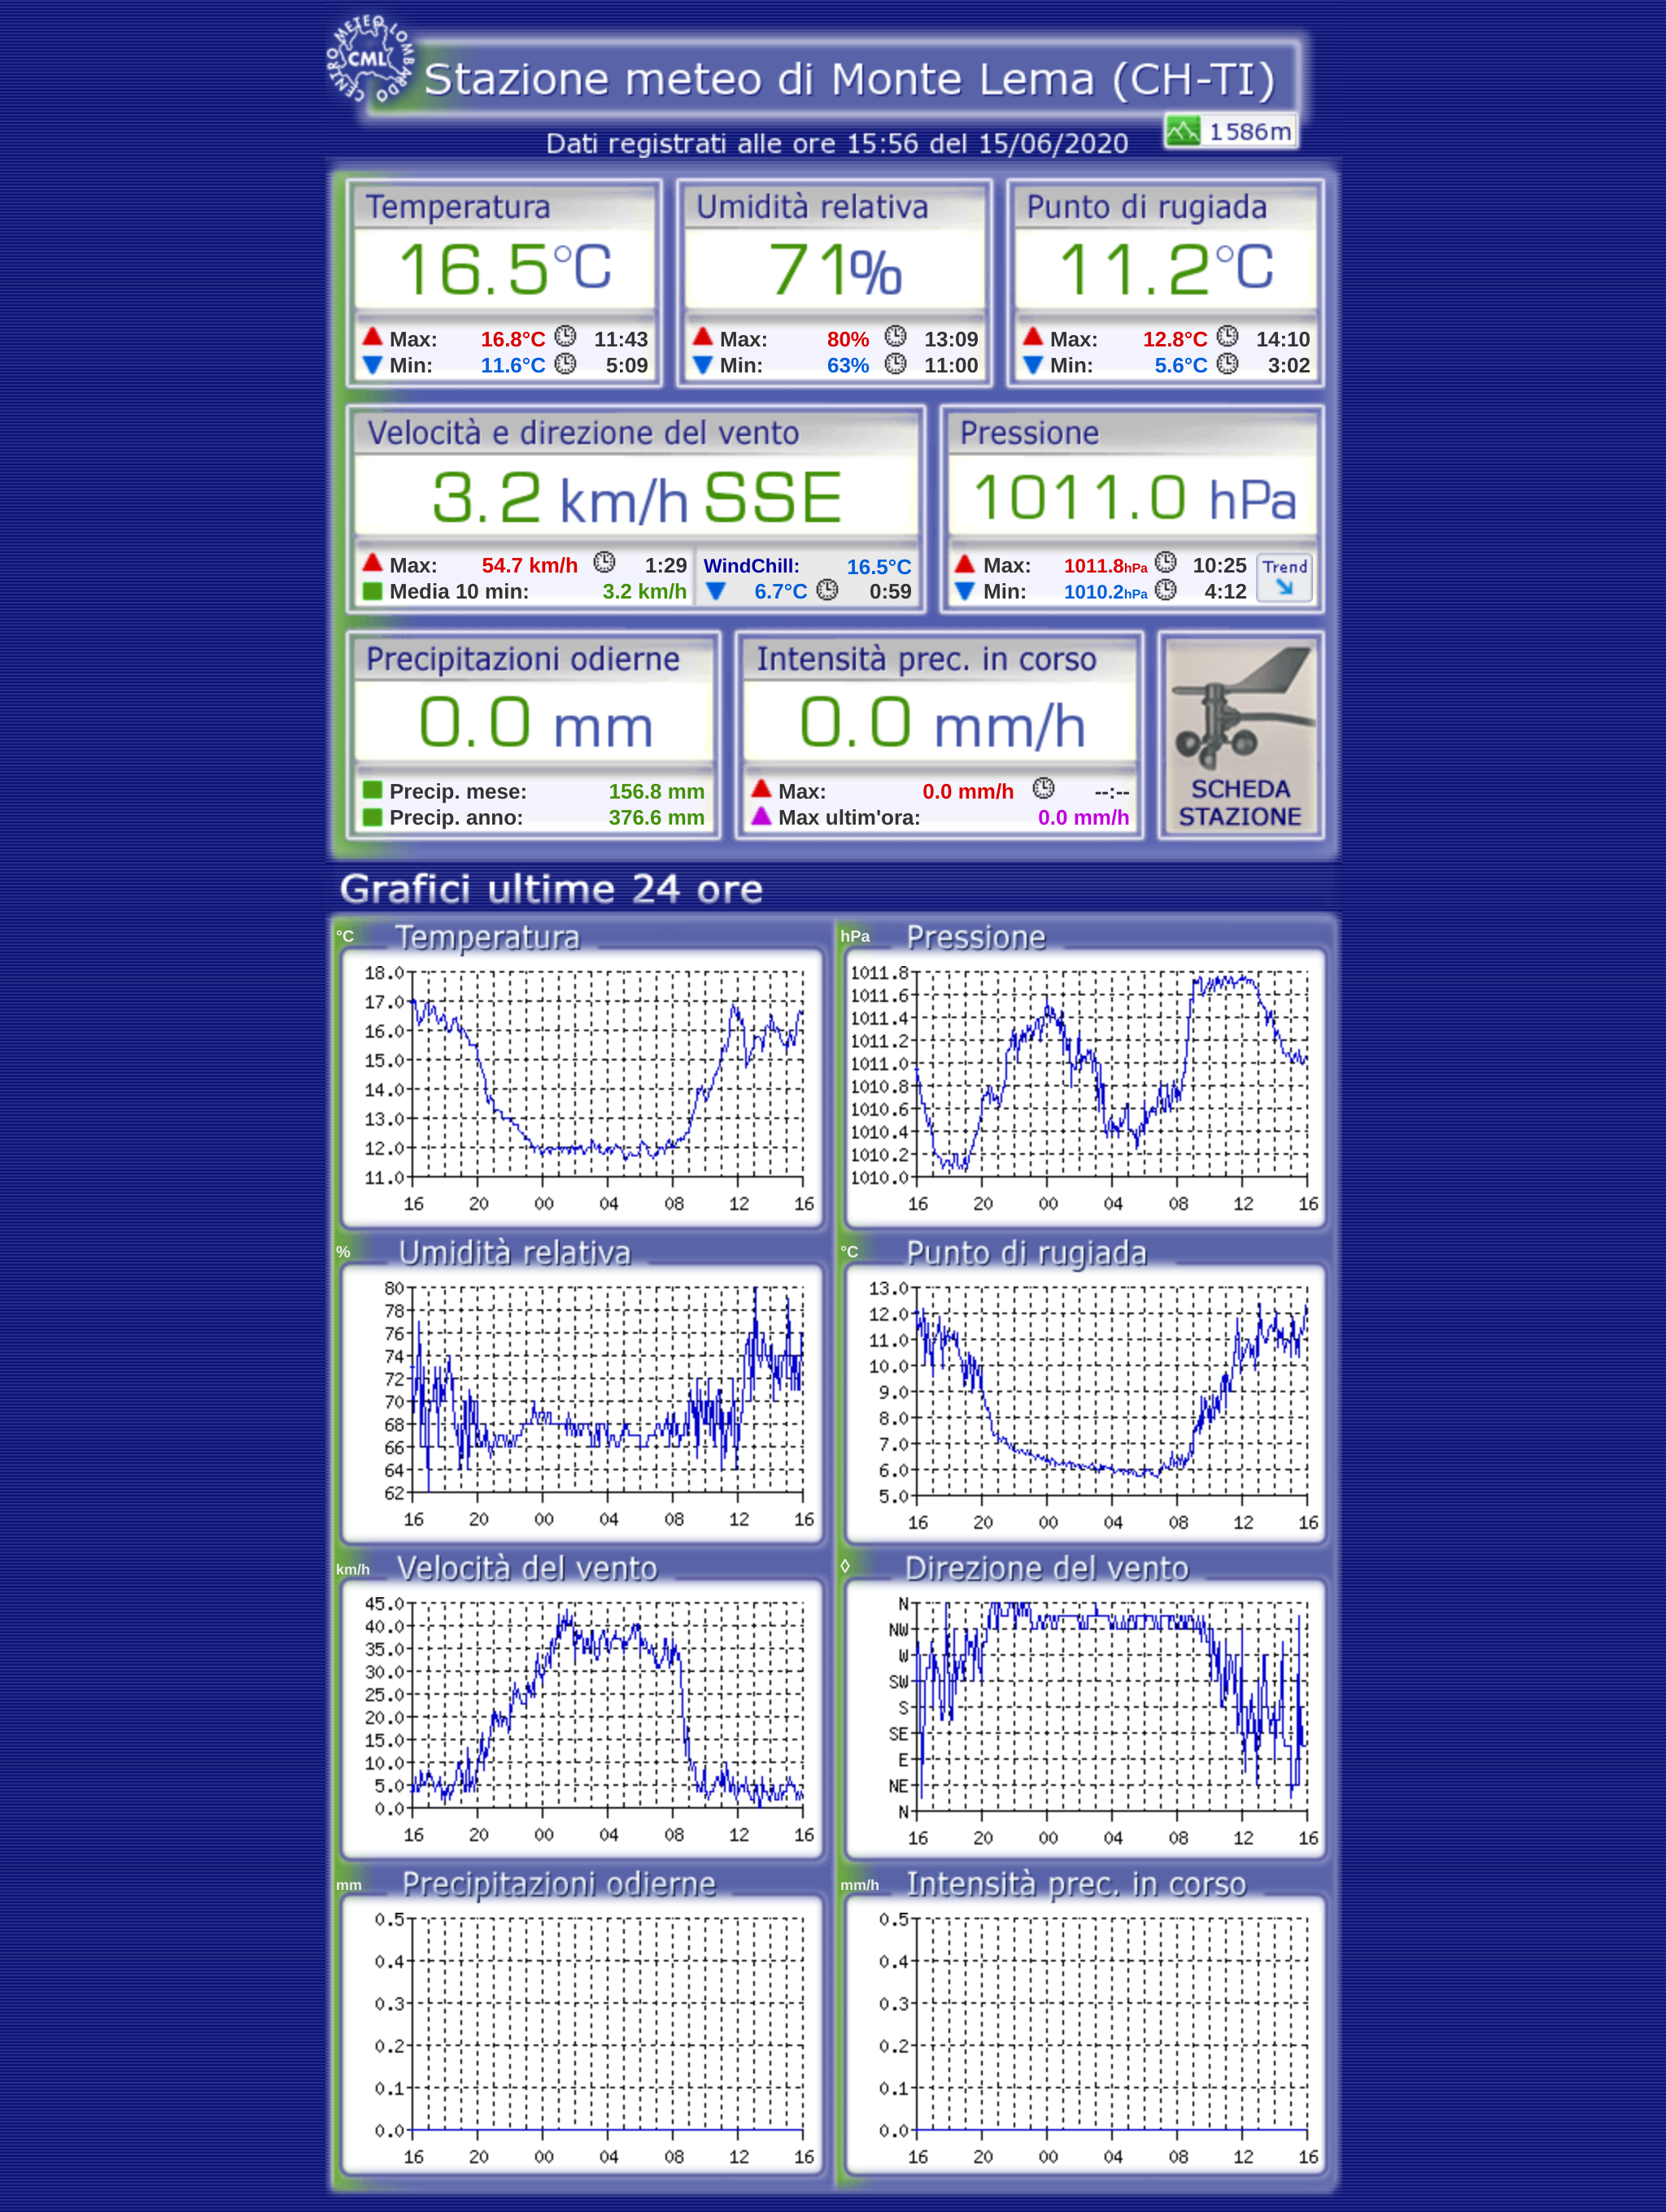 CENTRO METEO LOMBARDO
CML
Stazione meteo di Monte Lema (CH-TI)
1586m
Dati registrati alle ore 15:56 del 15/06/2020
Temperatura Umidità relativa Punto di rugiada
16.5°C 71% 11.2°C
Max: 16.8°C 11:43 Max: 80% 13:09 Max: 12.8°C 14:10
Min: 11.6°C 5:09 Min: 63% 11:00 Min: 5.6°C 3:02
Velocità e direzione del vento Pressione
3.2 km/h SSE 1011.0 hPa
Max: 54.7 km/h 1:29 WindChill: 16.5°C Max: 1011.8hPa 10:25 Trend
Media 10 min: 3.2 km/h 6.7°C 0:59 Min: 1010.2hPa 4:12
Precipitazioni odierne Intensità prec. in corso
0.0 mm 0.0 mm/h
Precip. mese: 156.8 mm Max: 0.0 mm/h --:-- SCHEDA
Precip. anno: 376.6 mm Max ultim'ora: 0.0 mm/h STAZIONE
Grafici ultime 24 ore
°C Temperatura
18.0
17.0
16.0
15.0
14.0
13.0
12.0
11.0
16 20 00 04 08 12 16
hPa Pressione
1011.8
1011.6
1011.4
1011.2
1011.0
1010.8
1010.6
1010.4
1010.2
1010.0
16 20 00 04 08 12 16
% Umidità relativa
80
78
76
74
72
70
68
66
64
62
16 20 00 04 08 12 16
°C Punto di rugiada
13.0
12.0
11.0
10.0
9.0
8.0
7.0
6.0
5.0
16 20 00 04 08 12 16
km/h Velocità del vento
45.0
40.0
35.0
30.0
25.0
20.0
15.0
10.0
5.0
0.0
16 20 00 04 08 12 16
◊ Direzione del vento
N
NW
W
SW
S
SE
E
NE
N
16 20 00 04 08 12 16
mm Precipitazioni odierne
0.5
0.4
0.3
0.2
0.1
0.0
16 20 00 04 08 12 16
mm/h Intensità prec. in corso
0.5
0.4
0.3
0.2
0.1
0.0
16 20 00 04 08 12 16